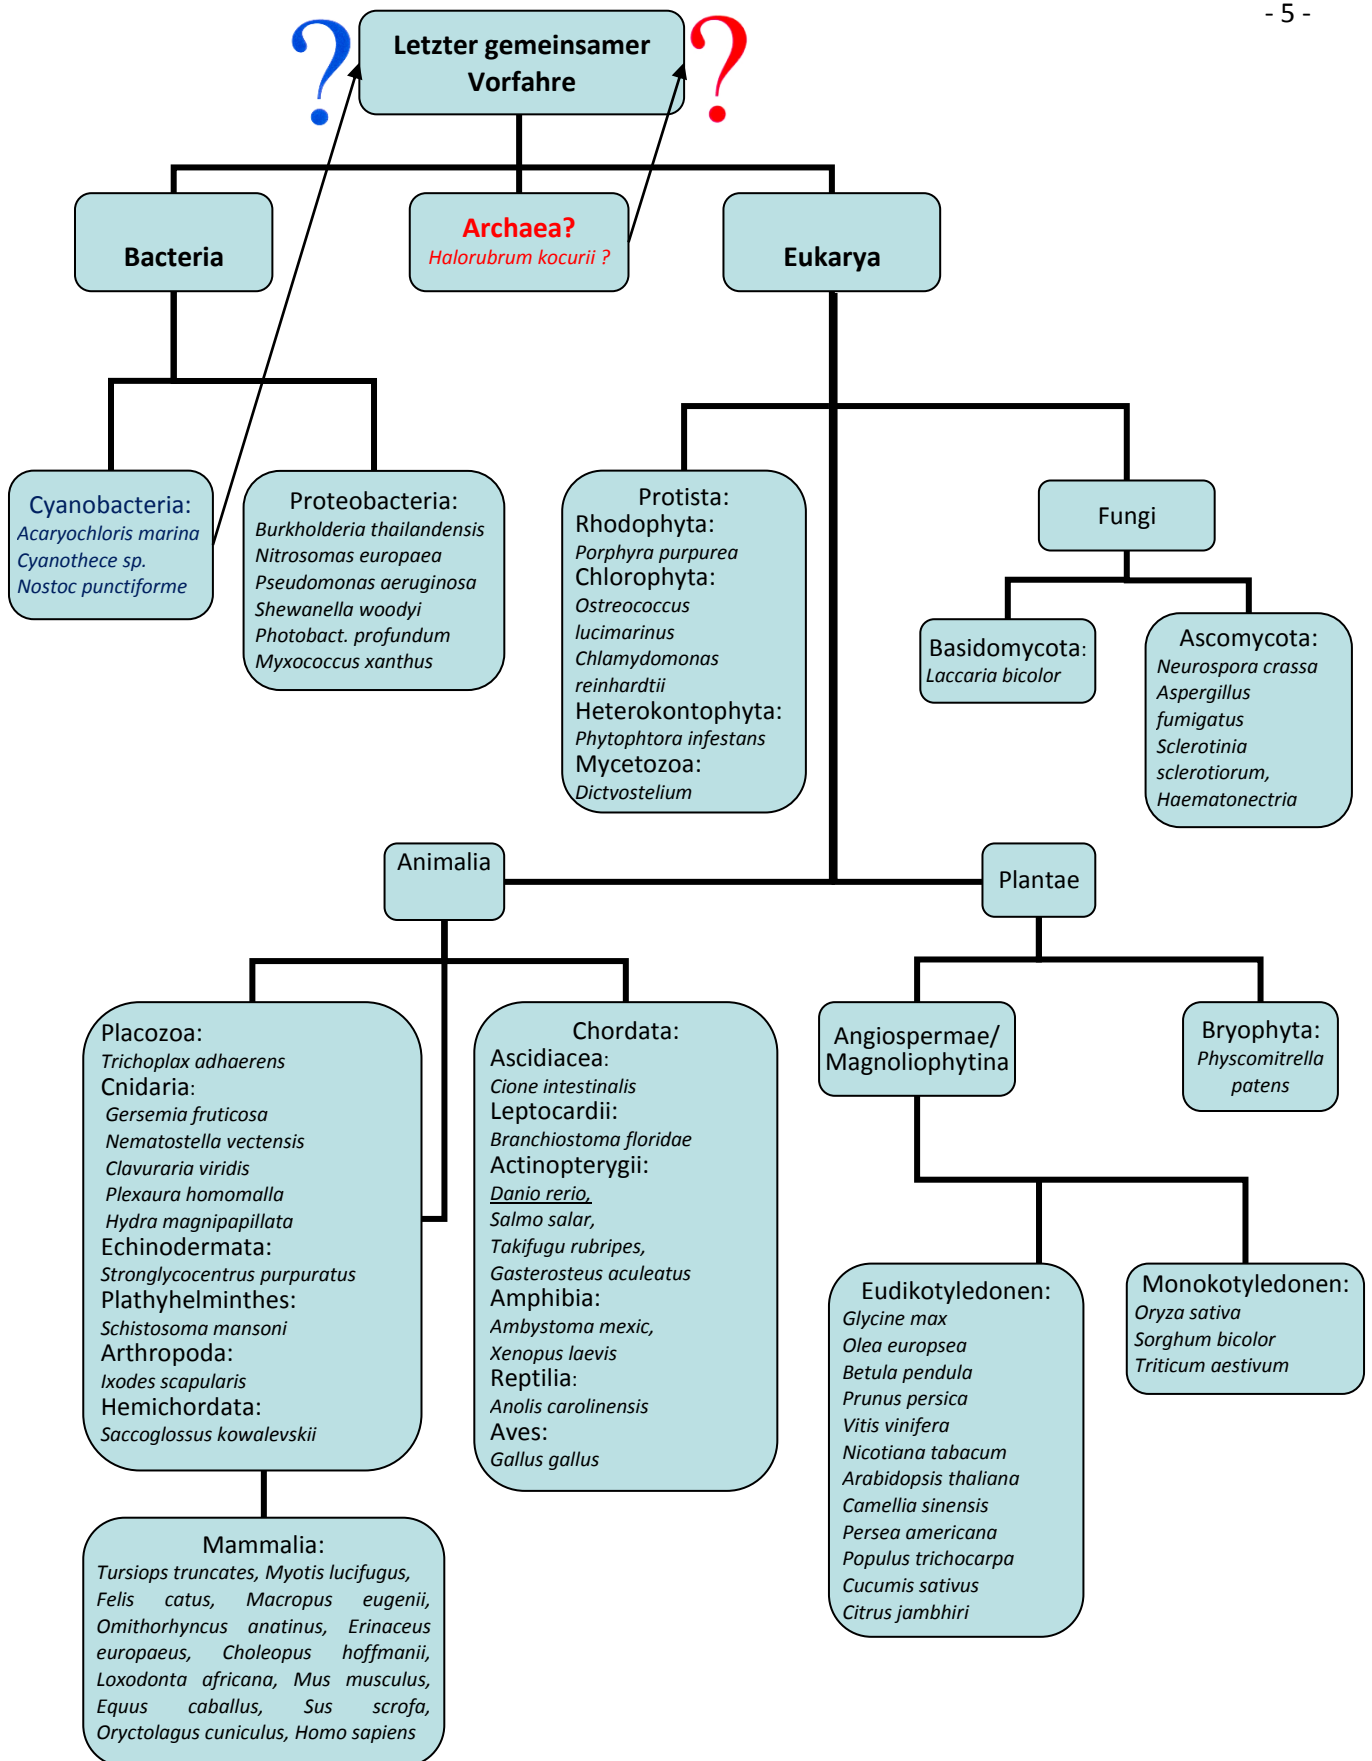 - 5 -
?
Letzter gemeinsamer
Vorfahre
?
Bacteria
Archaea?
Halorubrum kocurii ?
Eukarya
Cyanobacteria:
Acaryochloris marina
Cyanothece sp.
Nostoc punctiforme
Proteobacteria:
Burkholderia thailandensis
Nitrosomas europaea
Pseudomonas aeruginosa
Shewanella woodyi
Photobact. profundum
Myxococcus xanthus
Protista:
Rhodophyta:
Porphyra purpurea
Chlorophyta:
Ostreococcus
lucimarinus
Chlamydomonas
reinhardtii
Heterokontophyta:
Phytophtora infestans
Mycetozoa:
Dictyostelium
Fungi
Basidomycota:
Laccaria bicolor
Ascomycota:
Neurospora crassa
Aspergillus
fumigatus
Sclerotinia
sclerotiorum,
Haematonectria
Animalia
Plantae
Placozoa:
Trichoplax adhaerens
Cnidaria:
Gersemia fruticosa
Nematostella vectensis
Clavuraria viridis
Plexaura homomalla
Hydra magnipapillata
Echinodermata:
Stronglycocentrus purpuratus
Plathyhelminthes:
Schistosoma mansoni
Arthropoda:
Ixodes scapularis
Hemichordata:
Saccoglossus kowalevskii
Chordata:
Ascidiacea:
Cione intestinalis
Leptocardii:
Branchiostoma floridae
Actinopterygii:
Danio rerio,
Salmo salar,
Takifugu rubripes,
Gasterosteus aculeatus
Amphibia:
Ambystoma mexic,
Xenopus laevis
Reptilia:
Anolis carolinensis
Aves:
Gallus gallus
Angiospermae/
Magnoliophytina
Bryophyta:
Physcomitrella
patens
Eudikotyledonen:
Glycine max
Olea europsea
Betula pendula
Prunus persica
Vitis vinifera
Nicotiana tabacum
Arabidopsis thaliana
Camellia sinensis
Persea americana
Populus trichocarpa
Cucumis sativus
Citrus jambhiri
Monokotyledonen:
Oryza sativa
Sorghum bicolor
Triticum aestivum
Mammalia:
Tursiops truncates, Myotis lucifugus,
Felis catus, Macropus eugenii,
Omithorhyncus anatinus, Erinaceus
europaeus, Choleopus hoffmanii,
Loxodonta africana, Mus musculus,
Equus caballus, Sus scrofa,
Oryctolagus cuniculus, Homo sapiens